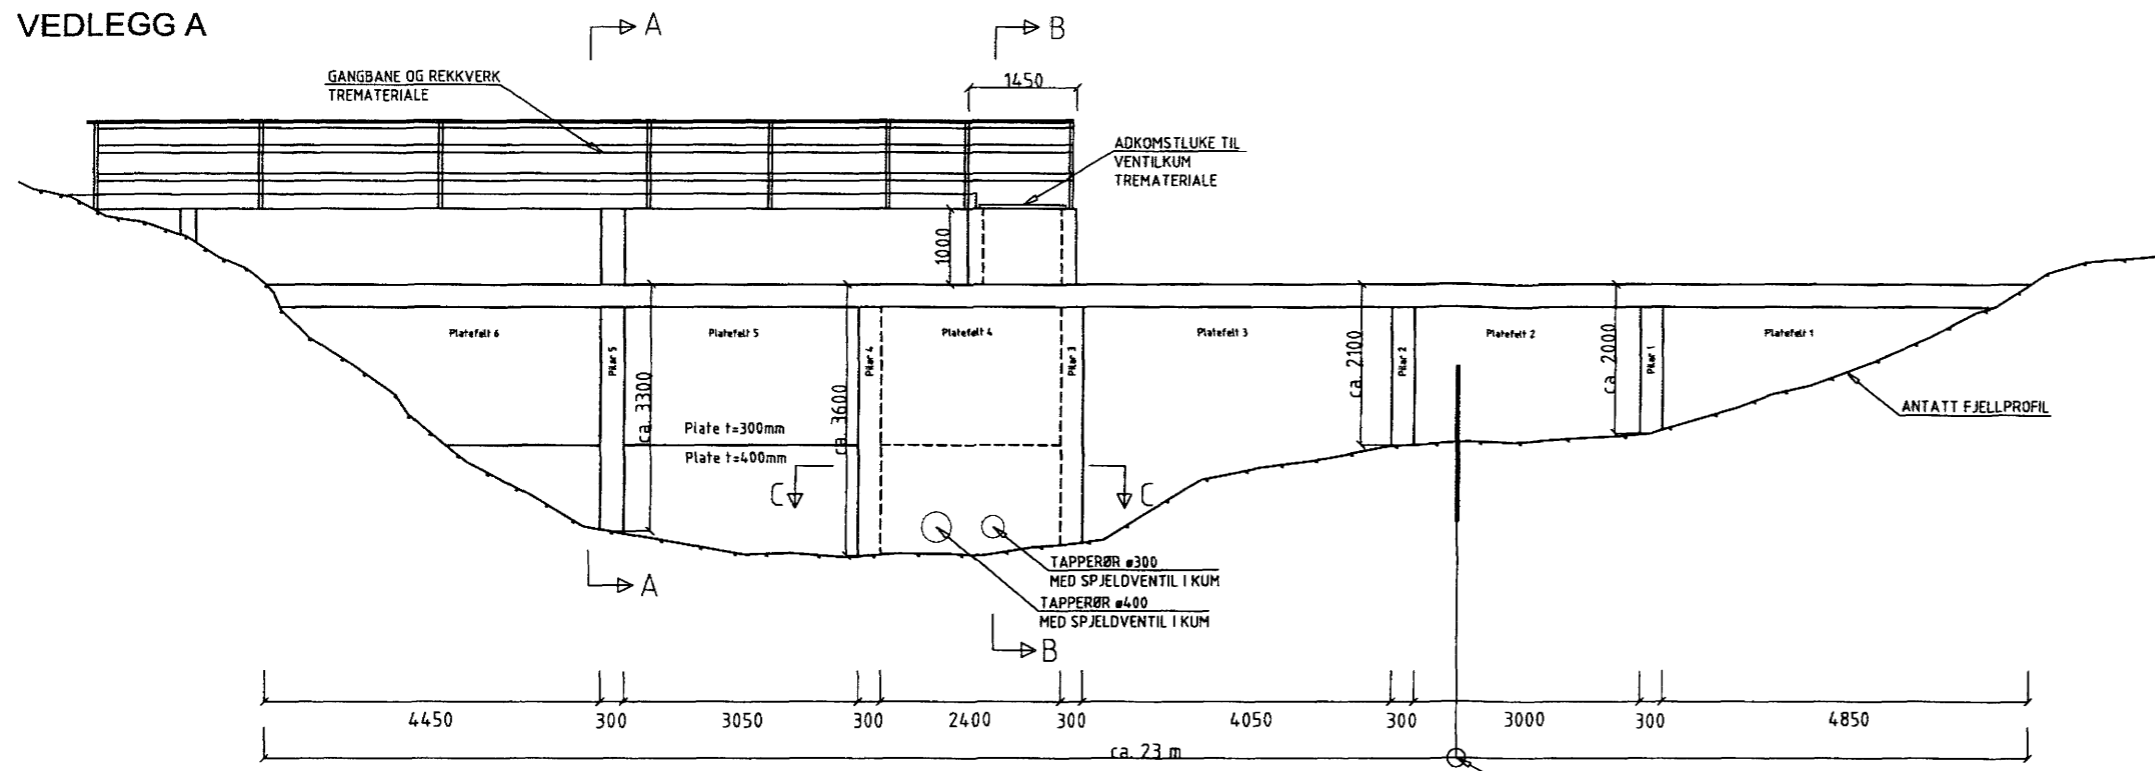 VEDLEGG A
A
B
GANGBANE OG REKKVERK
TREMATERIALE
1450
ADKOMSTLUKE TIL
VENTILKUM
TREMATERIALE
1000
Platefelt 6
Platefelt 5
Platefelt 4
Platefelt 3
Platefelt 2
Platefelt 1
Pilar 5
Pilar 4
Pilar 3
Pilar 2
Pilar 1
ca. 3300
ca. 3600
ca. 2100
ca. 2000
ANTATT FJELLPROFIL
Plate t=300mm
Plate t=400mm
C
C
TAPPERØR ø300
MED SPJELDVENTIL I KUM
TAPPERØR ø400
MED SPJELDVENTIL I KUM
A
B
4450 300 3050 300 2400 300 4050 300 3000 300 4850
ca. 23 m